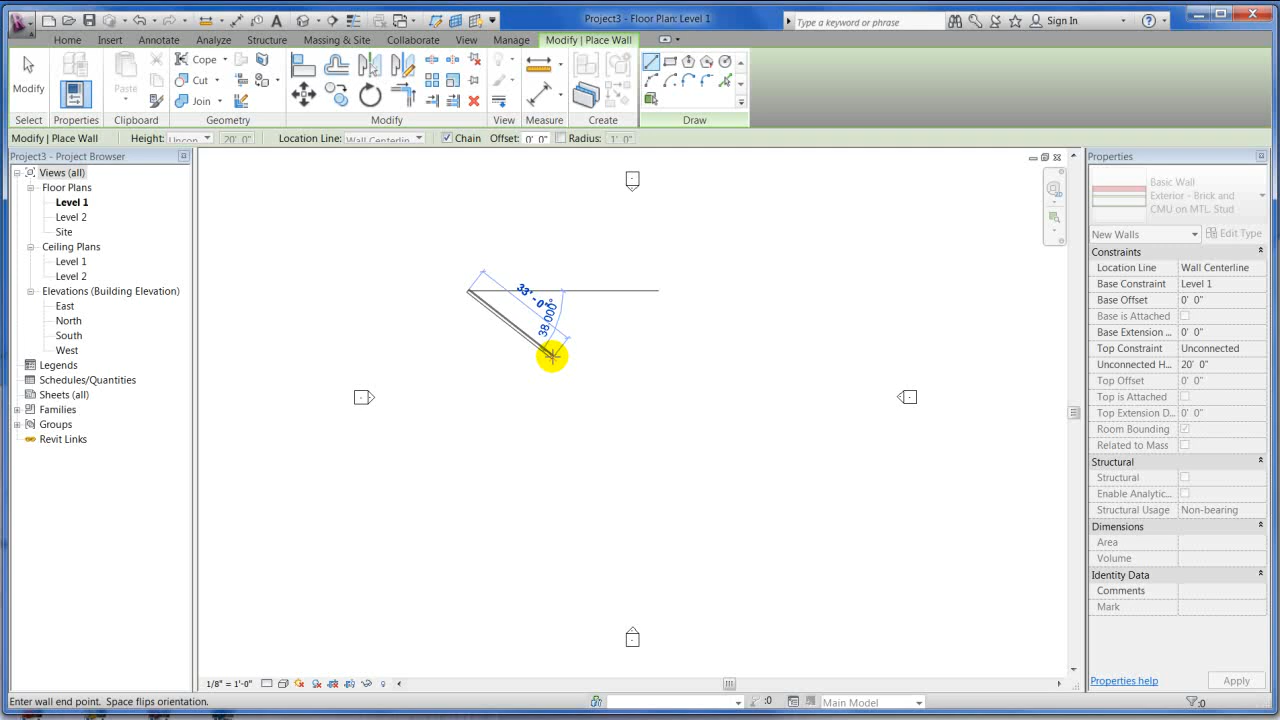 Project3 - Floor Plan: Level 1
Type a keyword or phrase
Sign In
Home Insert Annotate Analyze Structure Massing & Site Collaborate View Manage Modify | Place Wall
Modify
Paste
Cope
Cut
Join
Select Properties Clipboard Geometry Modify View Measure Create Draw
Modify | Place Wall Height: Uncon 20' 0" Location Line: Wall Centerlin Chain Offset: 0' 0" Radius: 1' 0"
Project3 - Project Browser
Views (all)
Floor Plans
Level 1
Level 2
Site
Ceiling Plans
Level 1
Level 2
Elevations (Building Elevation)
East
North
South
West
Legends
Schedules/Quantities
Sheets (all)
Families
Groups
Revit Links
33' - 0"
38.000°
2D
Properties
Basic Wall
Exterior - Brick and
CMU on MTL. Stud
New Walls Edit Type
Constraints
Location Line Wall Centerline
Base Constraint Level 1
Base Offset 0' 0"
Base is Attached
Base Extension ... 0' 0"
Top Constraint Unconnected
Unconnected H... 20' 0"
Top Offset 0' 0"
Top is Attached
Top Extension D... 0' 0"
Room Bounding
Related to Mass
Structural
Structural
Enable Analytic...
Structural Usage Non-bearing
Dimensions
Area
Volume
Identity Data
Comments
Mark
Properties help Apply
1/8" = 1'-0"
Enter wall end point. Space flips orientation. :0 Main Model :0